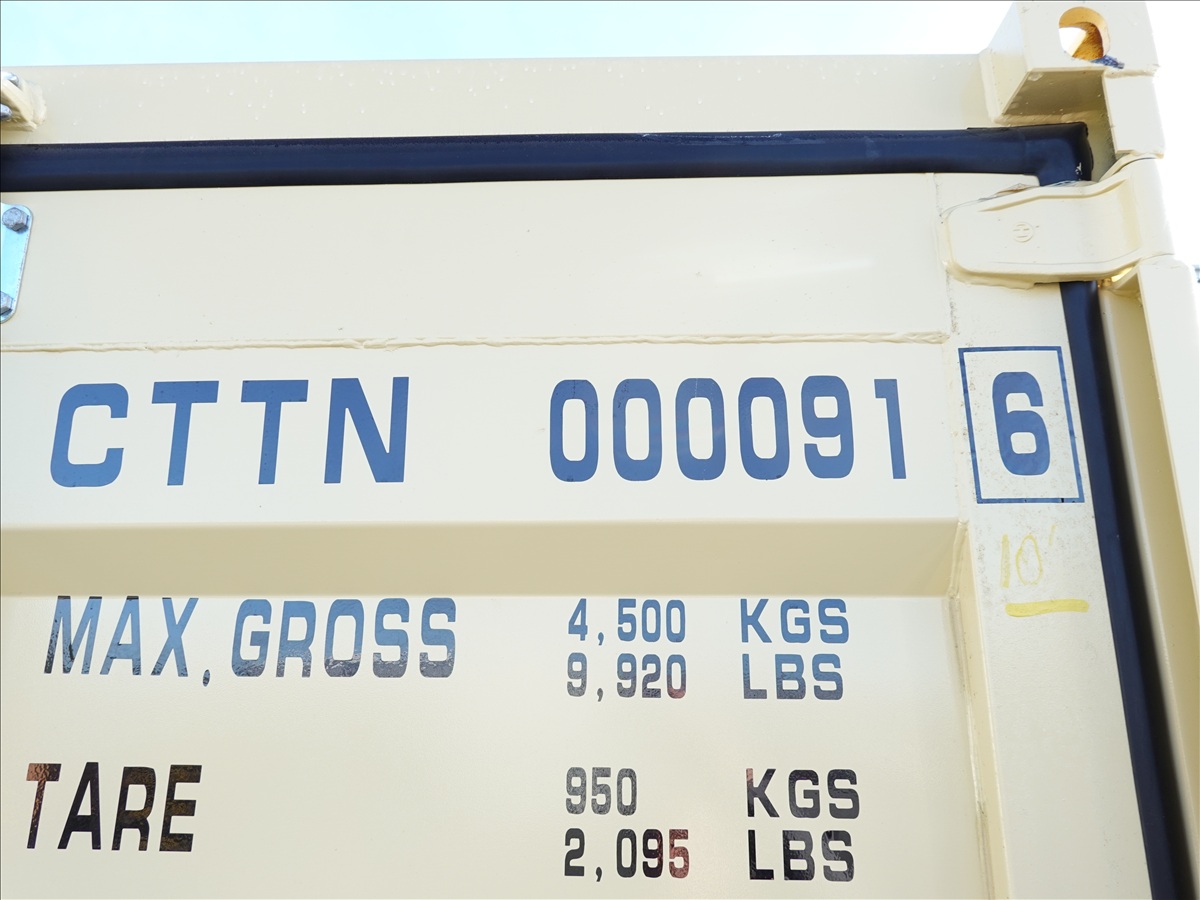 CTTN 000091 6
10'
MAX. GROSS 4,500 KGS
9,920 LBS
TARE 950 KGS
2,095 LBS